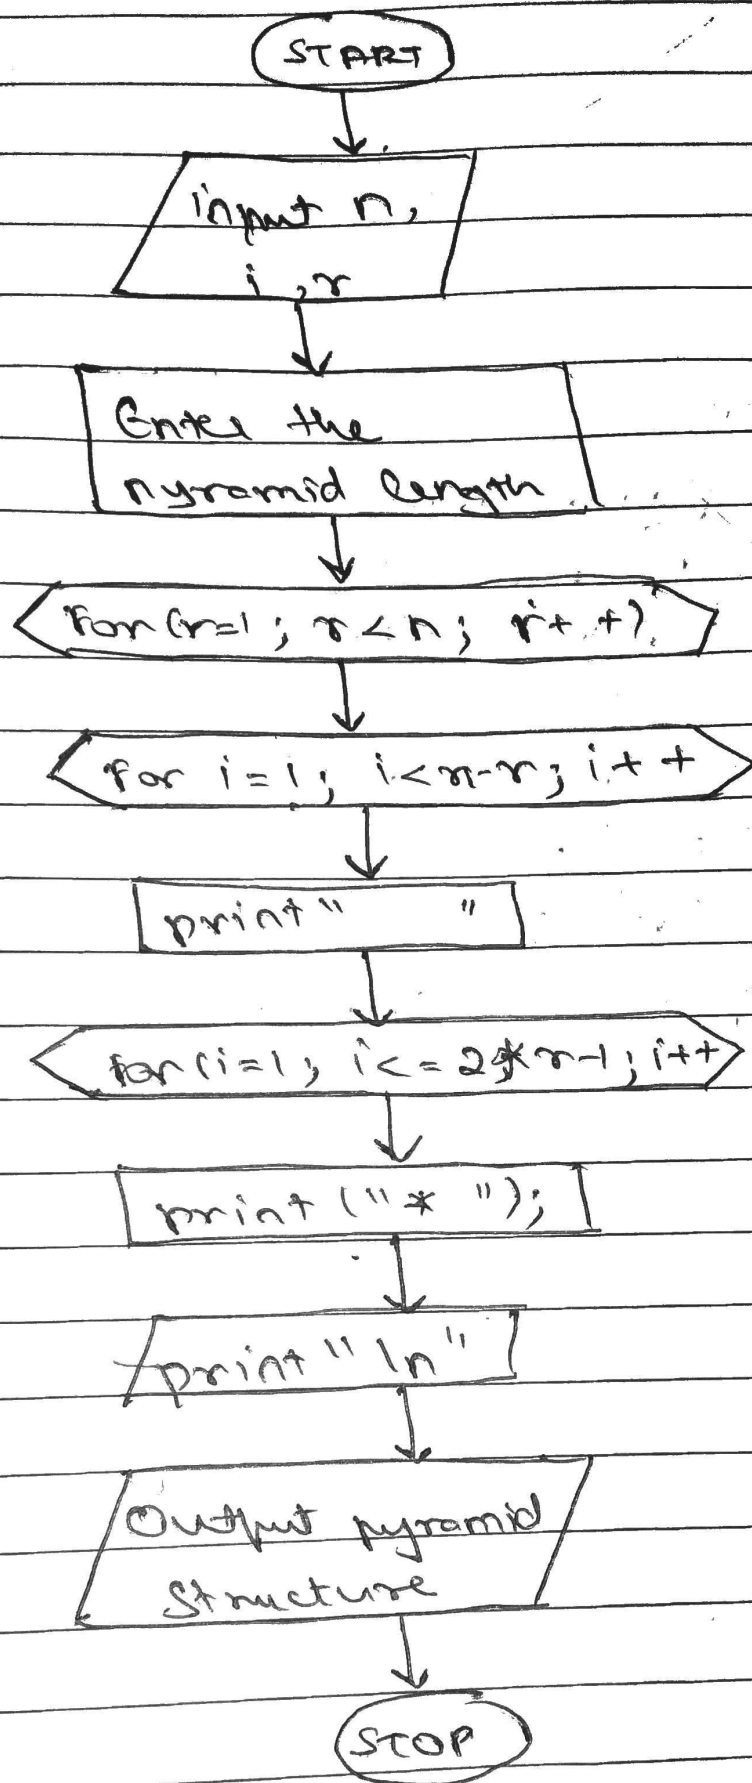 START
input n,
i, r
Enter the
pyramid length
for (r=1; r<n; r++)
for i=1; i<n-r; i++
print " "
for (i=1; i<=2*r-1; i++
print ("* ");
print "\n"
Output pyramid
structure
STOP